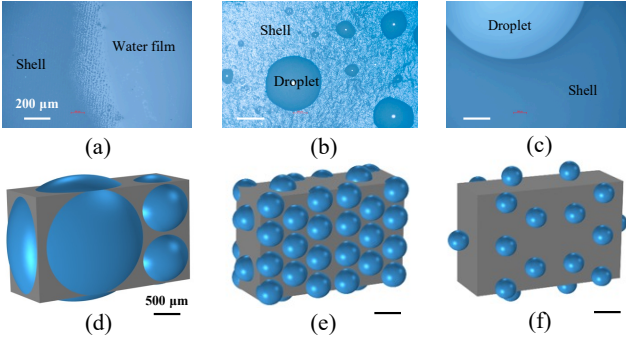 Shell
Water film
200 µm
Shell
Droplet
Droplet
Shell
(a)
(b)
(c)
500 µm
(d)
(e)
(f)